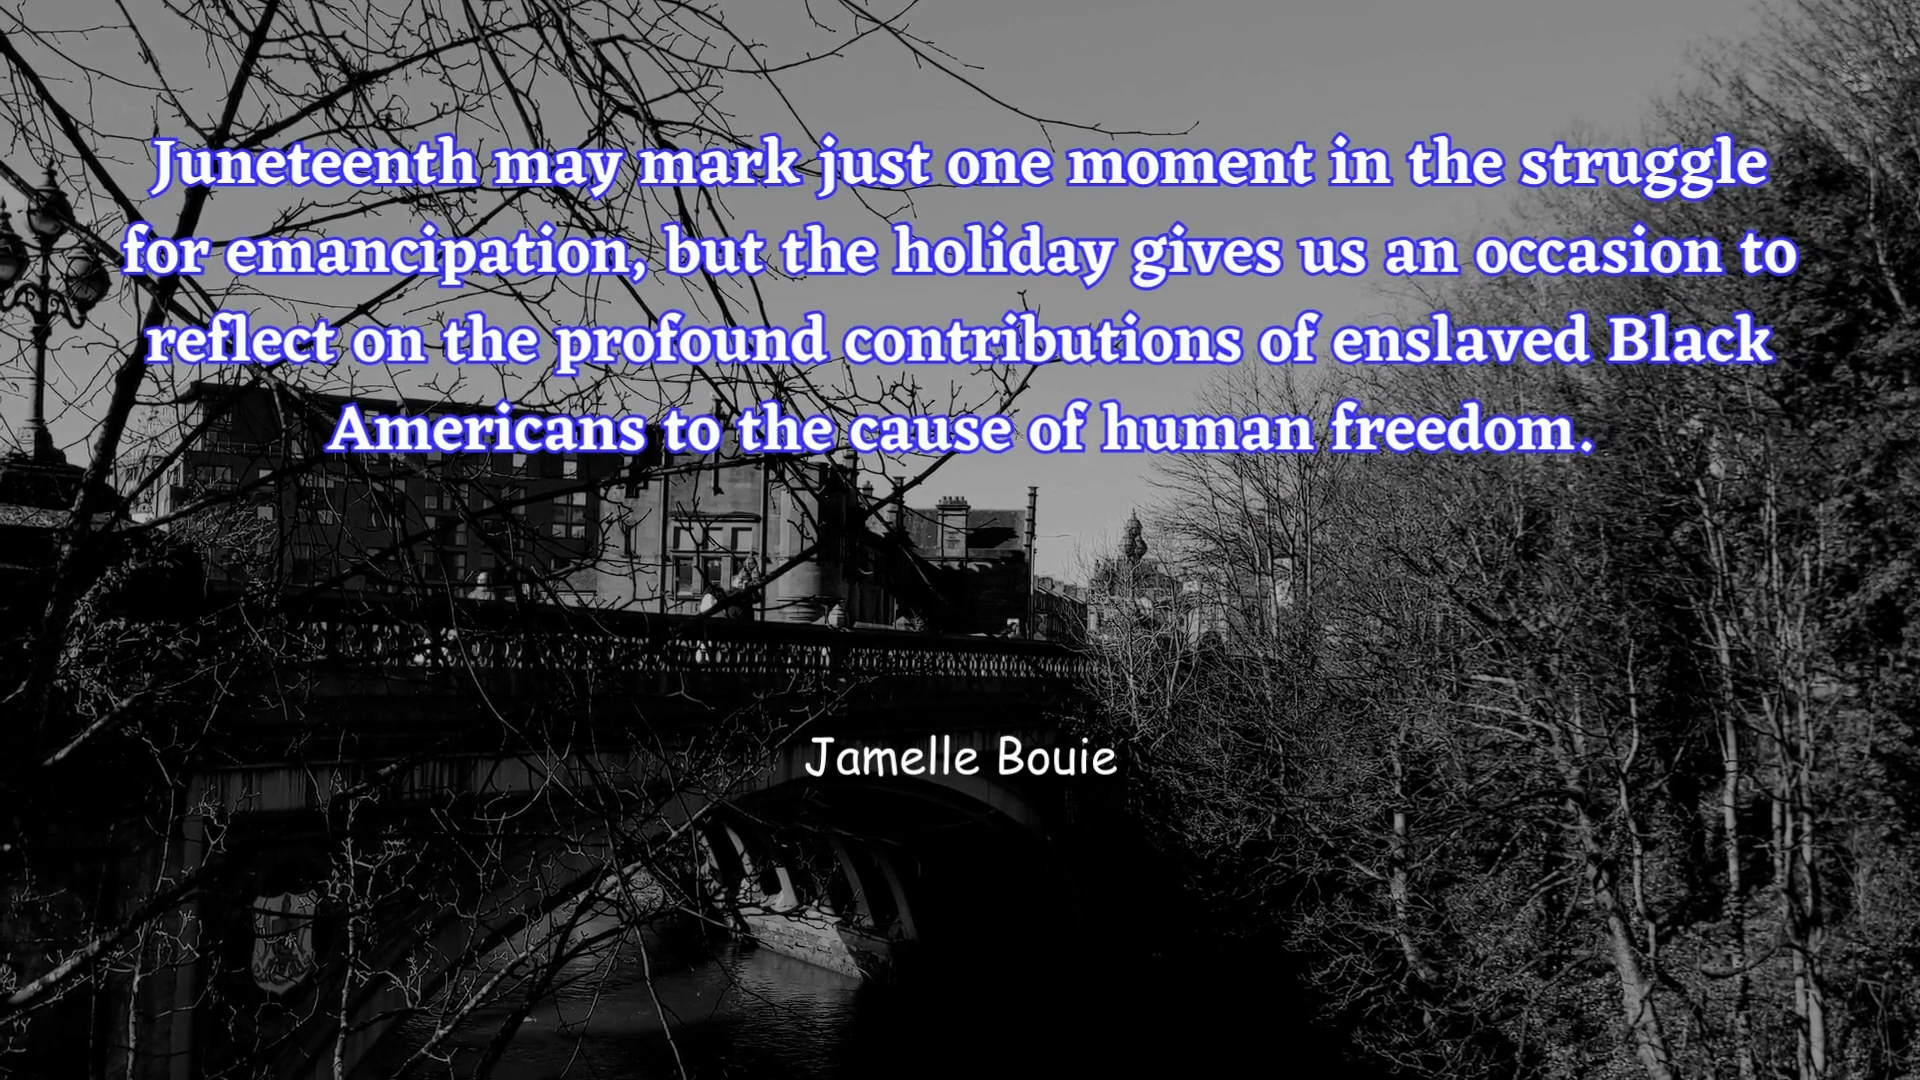 Juneteenth may mark just one moment in the struggle
for emancipation, but the holiday gives us an occasion to
reflect on the profound contributions of enslaved Black
Americans to the cause of human freedom.
Jamelle Bouie